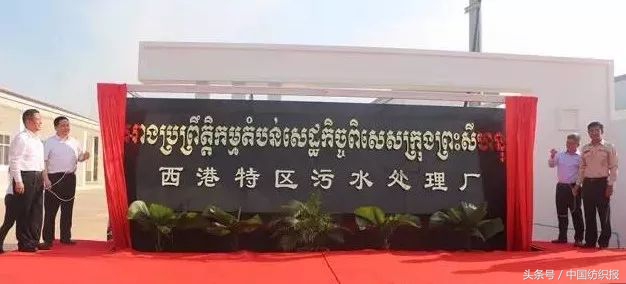 រោងប្រព្រឹត្តិកម្មតំបន់សេដ្ឋកិច្ចពិសេសក្រុងព្រះសីហនុ
西港特区污水处理厂
头条号/中国纺织报